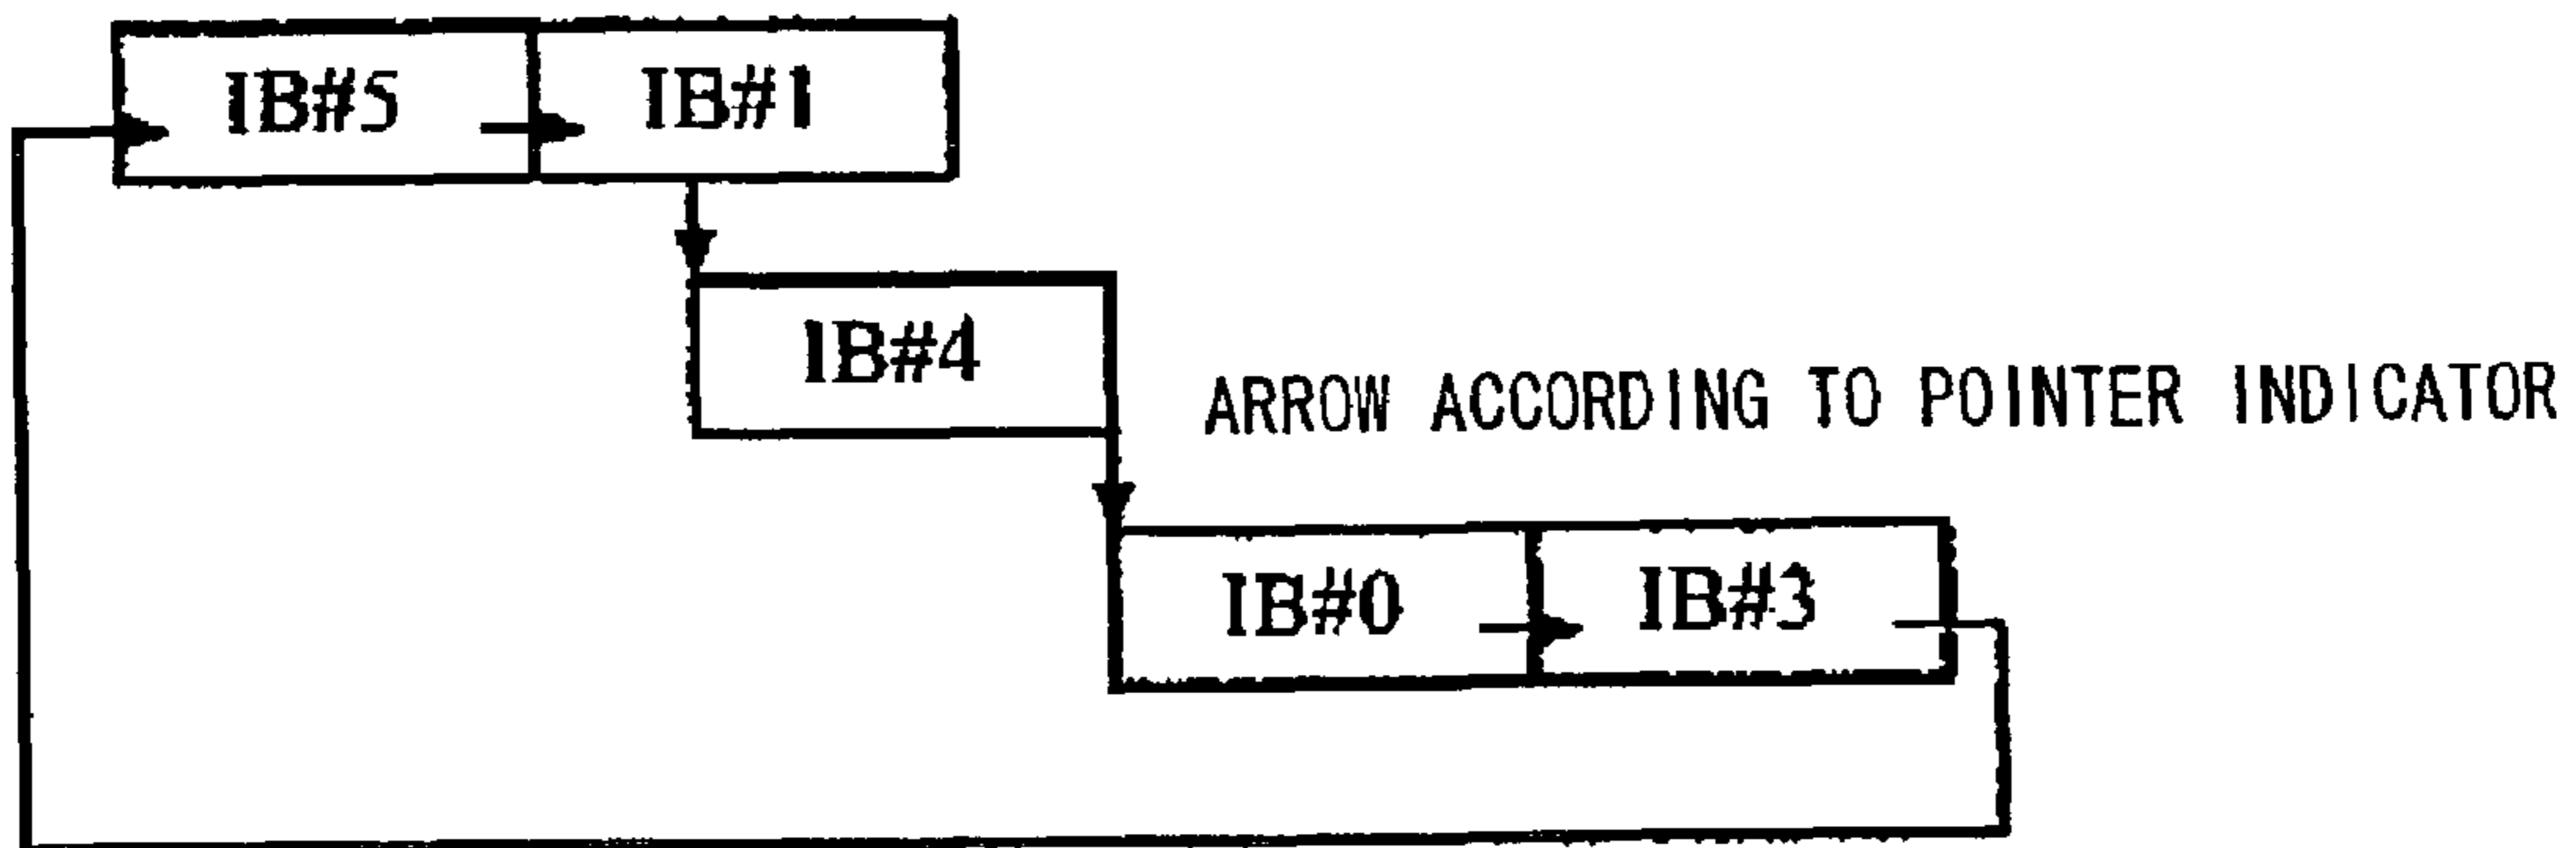 IB#5 IB#1
IB#4
ARROW ACCORDING TO POINTER INDICATOR
IB#0 IB#3